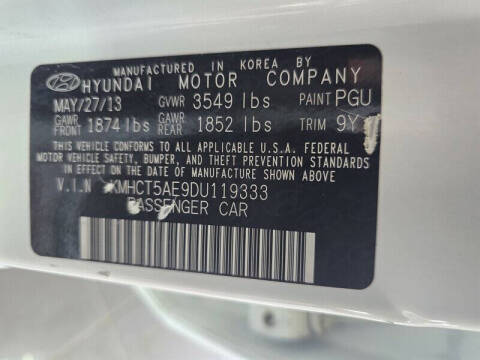 MANUFACTURED IN KOREA BY
HYUNDAI MOTOR COMPANY
MAY/27/13 GVWR 3549 lbs PAINT PGU
GAWR FRONT 1874 lbs GAWR REAR 1852 lbs TRIM 9Y
THIS VEHICLE CONFORMS TO ALL APPLICABLE U.S.A. FEDERAL
MOTOR VEHICLE SAFETY, BUMPER, AND THEFT PREVENTION STANDARDS
IN EFFECT ON THE DATE OF MANUFACTURE SHOWN ABOVE.
V.I.N KMHCT5AE9DU119333
PASSENGER CAR